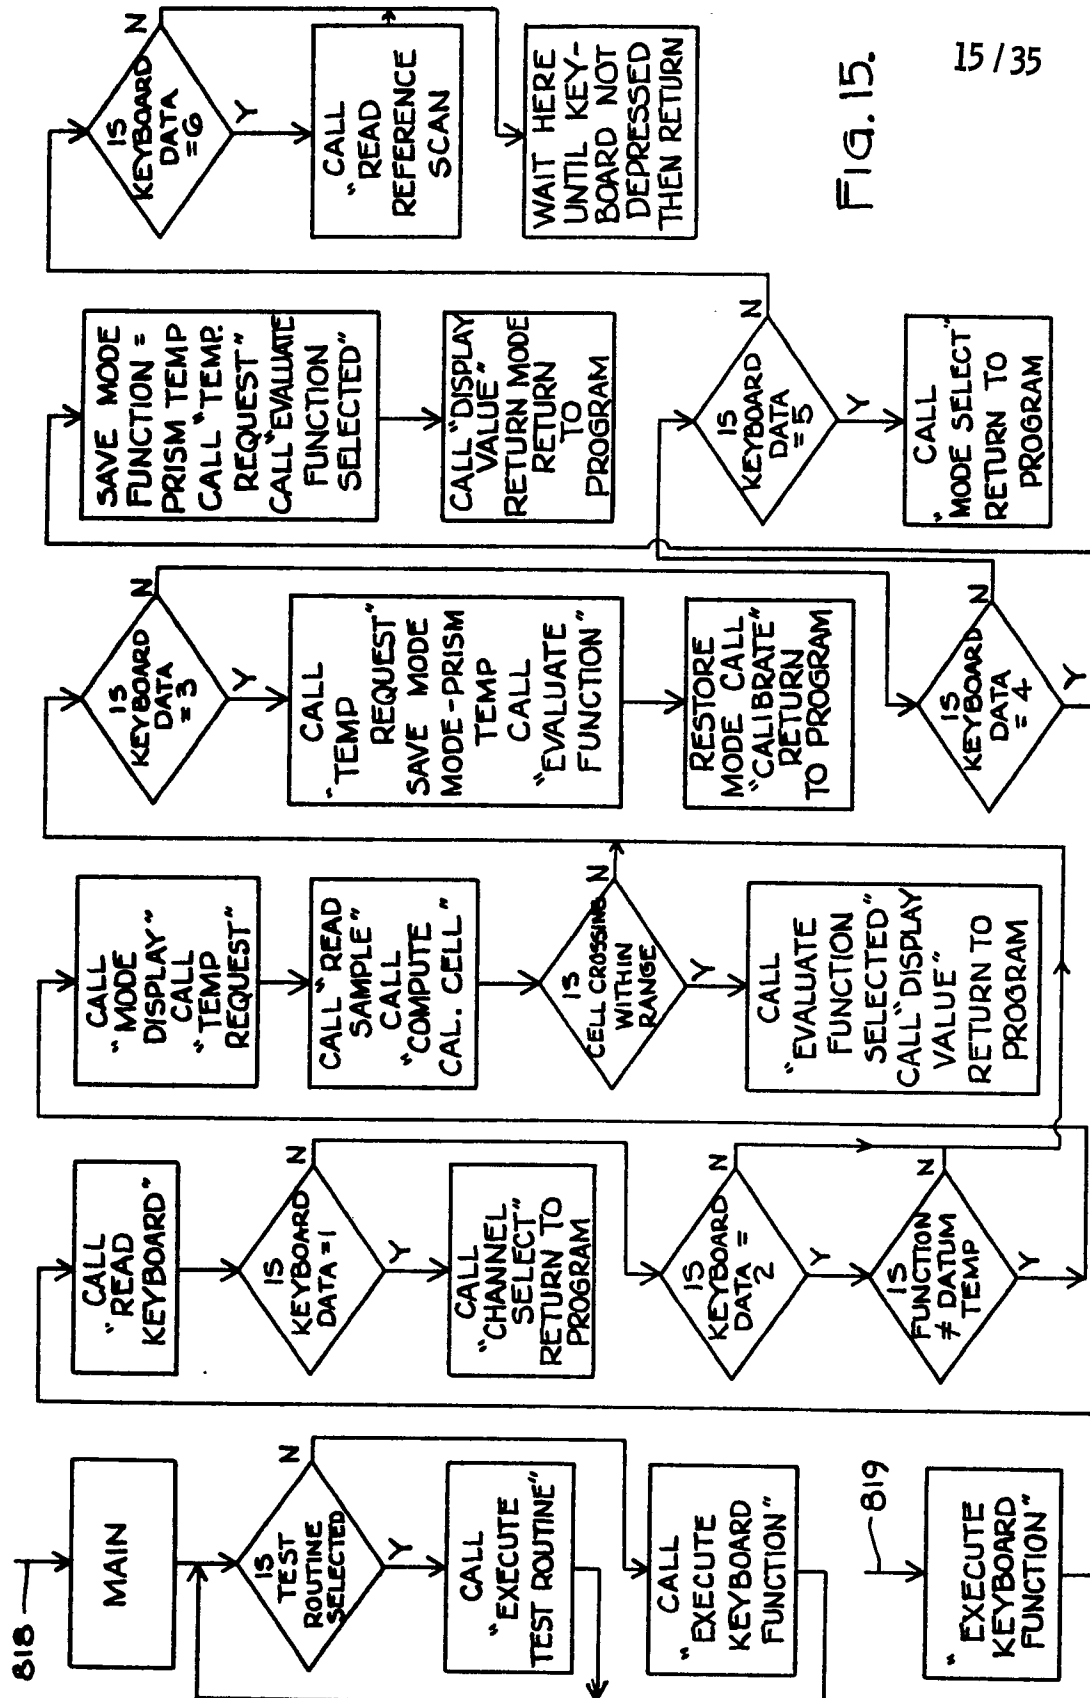 15/35
FIG. 15.
818
MAIN
IS
TEST
ROUTINE
SELECTED
N
Y
CALL
"EXECUTE
TEST ROUTINE"
CALL
"EXECUTE
KEYBOARD
FUNCTION"
819
"EXECUTE
KEYBOARD
FUNCTION"
CALL
"READ
KEYBOARD"
IS
KEYBOARD
DATA=1
N
Y
CALL
"CHANNEL
SELECT"
RETURN TO
PROGRAM
IS
KEYBOARD
DATA =
2
N
Y
IS
FUNCTION
≠ DATUM
TEMP
N
Y
CALL
"MODE
DISPLAY"
CALL
"TEMP
REQUEST"
CALL "READ
SAMPLE"
CALL
"COMPUTE
CAL. CELL"
IS
CELL CROSSING
WITHIN
RANGE
N
Y
CALL
"EVALUATE
FUNCTION
SELECTED"
CALL "DISPLAY
VALUE"
RETURN TO
PROGRAM
IS
KEYBOARD
DATA
= 3
N
Y
CALL
"TEMP
REQUEST"
SAVE MODE
MODE-PRISM
TEMP
CALL
"EVALUATE
FUNCTION"
RESTORE
MODE CALL
"CALIBRATE"
RETURN
TO PROGRAM
IS
KEYBOARD
DATA
= 4
N
Y
SAVE MODE
FUNCTION =
PRISM TEMP
CALL "TEMP.
REQUEST"
CALL "EVALUATE
FUNCTION
SELECTED"
CALL "DISPLAY
VALUE"
RETURN MODE
RETURN
TO
PROGRAM
IS
KEYBOARD
DATA
=5
N
Y
CALL
"MODE SELECT"
RETURN TO
PROGRAM
IS
KEYBOARD
DATA
=6
N
Y
CALL
"READ
REFERENCE
SCAN
WAIT HERE
UNTIL KEY-
BOARD NOT
DEPRESSED
THEN RETURN